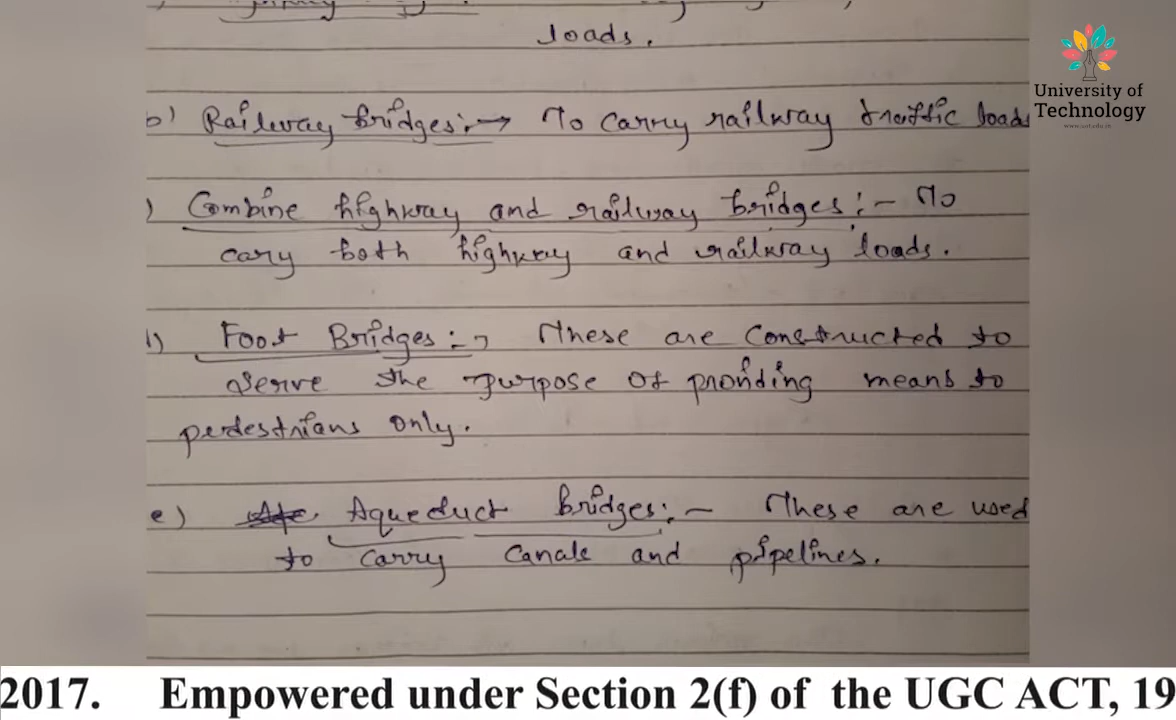 loads.
b) Railway bridges:→ To carry railway traffic loads
) Combine highway and railway bridges:- To
cary both highway and railway loads.
d) Foot Bridges:→ These are constructed to
serve the purpose of providing means to
pedestrians only.
e) Aqueduct bridges:- These are used
to carry canals and pipelines.
University of
Technology
2017. Empowered under Section 2(f) of the UGC ACT, 19